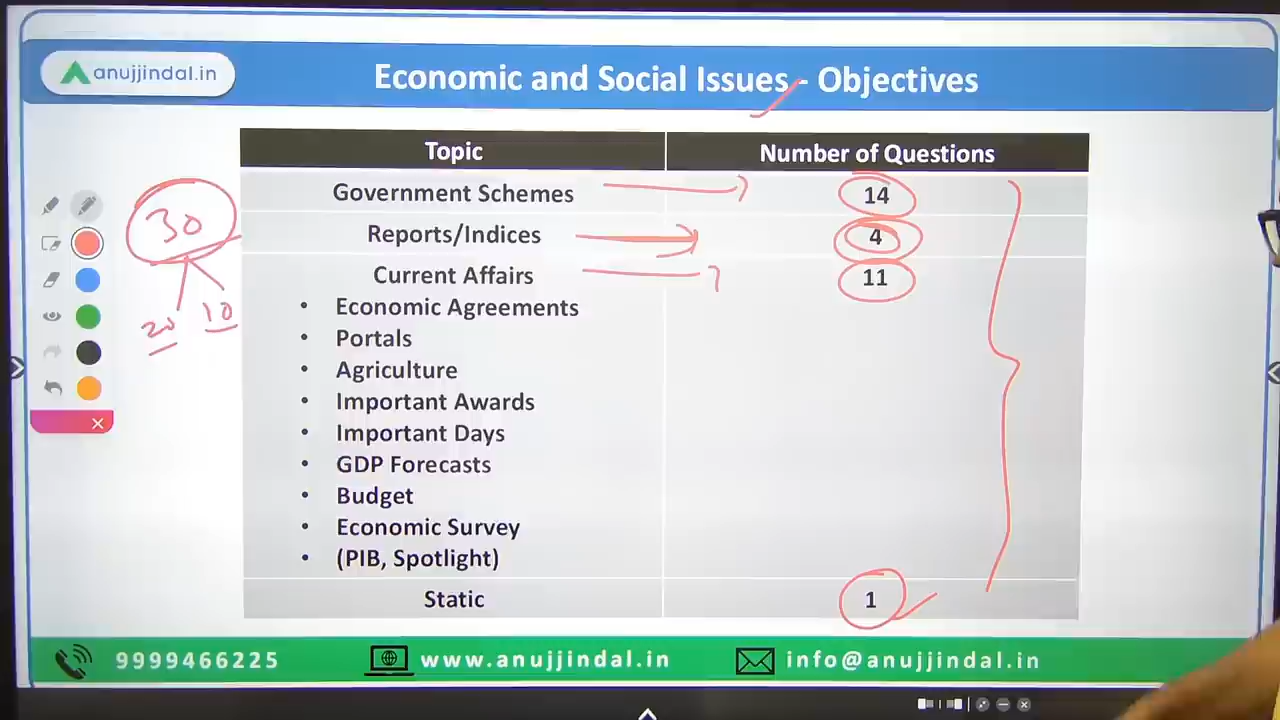 anujjindal.in
Economic and Social Issues - Objectives
Topic Number of Questions
Government Schemes 14
Reports/Indices 4
Current Affairs 11
• Economic Agreements
• Portals
• Agriculture
• Important Awards
• Important Days
• GDP Forecasts
• Budget
• Economic Survey
• (PIB, Spotlight)
Static 1
30
20 10
9999466225 www.anujjindal.in info@anujjindal.in